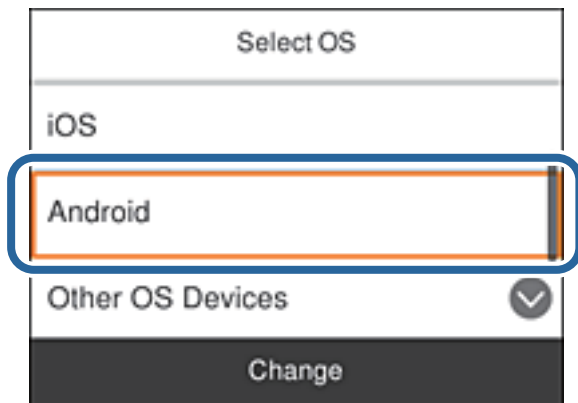 Select OS
iOS
Android
Other OS Devices
Change